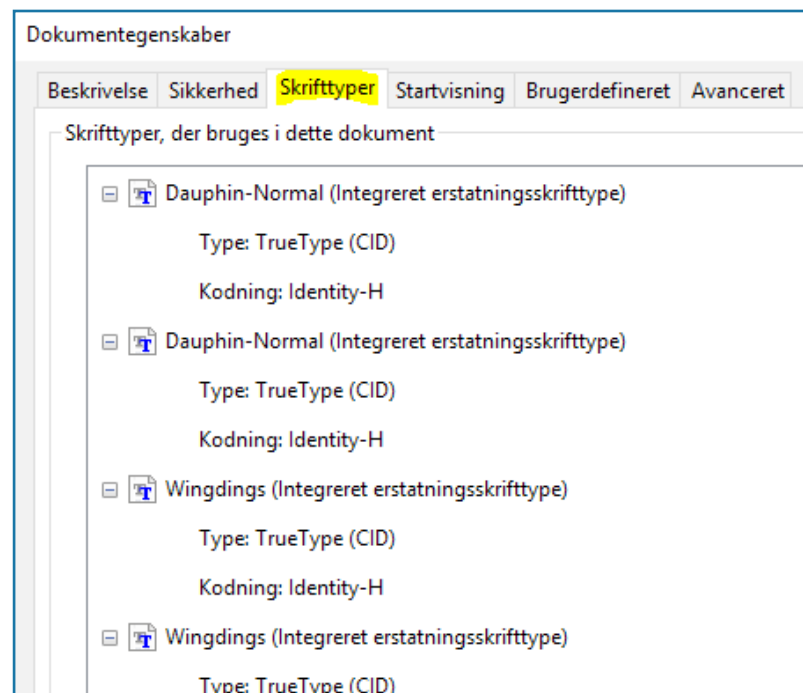 Dokumentegenskaber
Beskrivelse Sikkerhed Skrifttyper Startvisning Brugerdefineret Avanceret
Skrifttyper, der bruges i dette dokument
Dauphin-Normal (Integreret erstatningsskrifttype)
Type: TrueType (CID)
Kodning: Identity-H
Dauphin-Normal (Integreret erstatningsskrifttype)
Type: TrueType (CID)
Kodning: Identity-H
Wingdings (Integreret erstatningsskrifttype)
Type: TrueType (CID)
Kodning: Identity-H
Wingdings (Integreret erstatningsskrifttype)
Type: TrueType (CID)